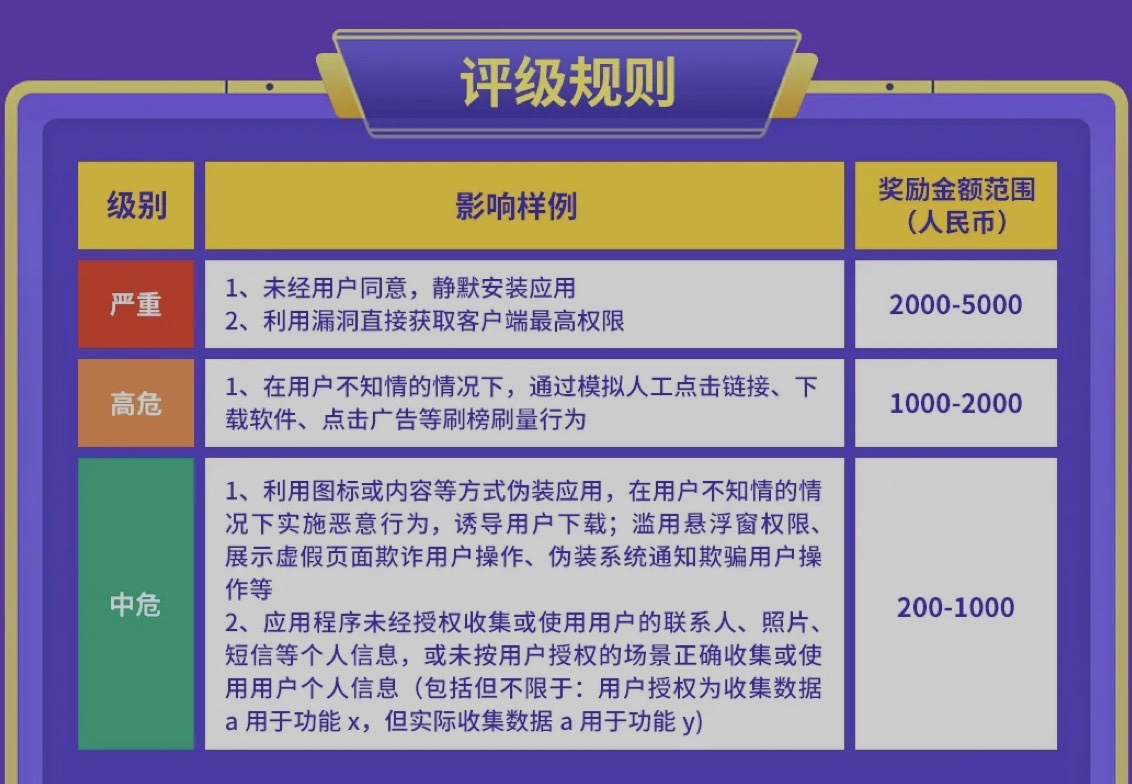 评级规则
级别
影响样例
奖励金额范围
（人民币）
严重
1、未经用户同意，静默安装应用
2、利用漏洞直接获取客户端最高权限
2000-5000
高危
1、在用户不知情的情况下，通过模拟人工点击链接、下
载软件、点击广告等刷榜刷量行为
1000-2000
中危
1、利用图标或内容等方式伪装应用，在用户不知情的情
况下实施恶意行为，诱导用户下载；滥用悬浮窗权限、
展示虚假页面欺诈用户操作、伪装系统通知欺骗用户操
作等
2、应用程序未经授权收集或使用用户的联系人、照片、
短信等个人信息，或未按用户授权的场景正确收集或使
用用户个人信息（包括但不限于：用户授权为收集数据
a 用于功能 x，但实际收集数据 a 用于功能 y)
200-1000